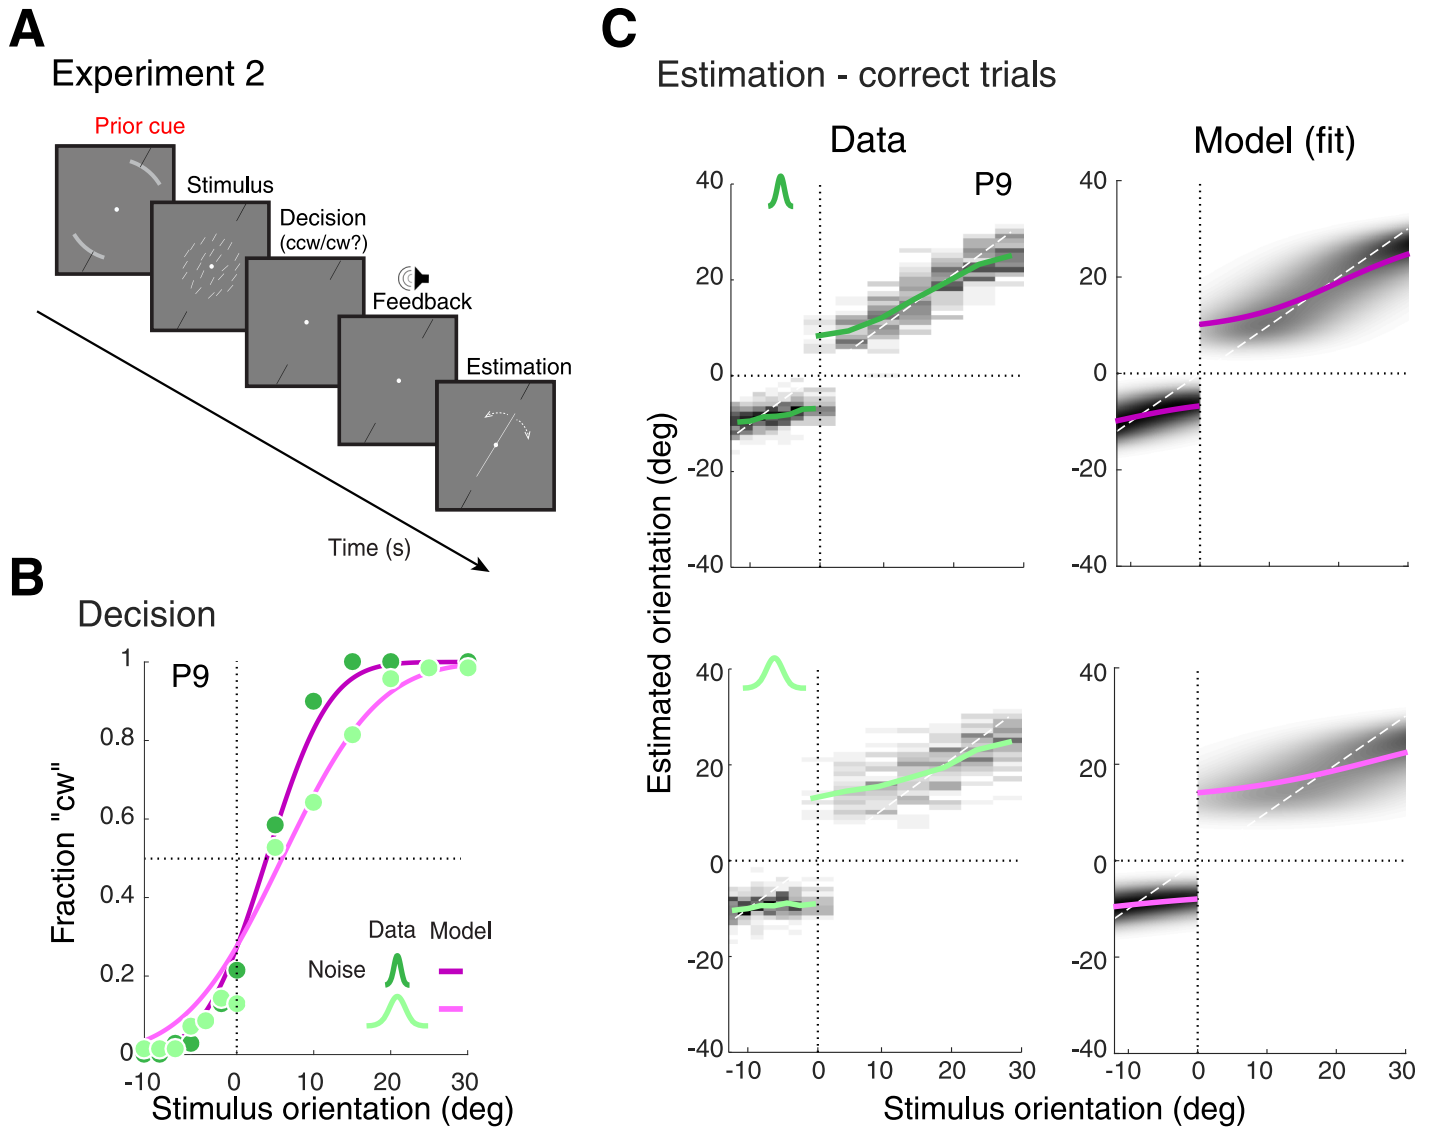 A
Experiment 2
Prior cue
Stimulus
Decision
(ccw/cw?)
Feedback
Estimation
Time (s)
B
Decision
P9
1
0.8
0.6
0.4
0.2
0
-10
0
10
20
30
Fraction "cw"
Stimulus orientation (deg)
Data Model
Noise
C
Estimation - correct trials
Data
Model (fit)
P9
40
20
0
-20
-40
40
20
0
-20
-40
40
20
0
-20
-40
-10 0 10 20 30
40
20
0
-20
-40
-10 0 10 20 30
Estimated orientation (deg)
Stimulus orientation (deg)